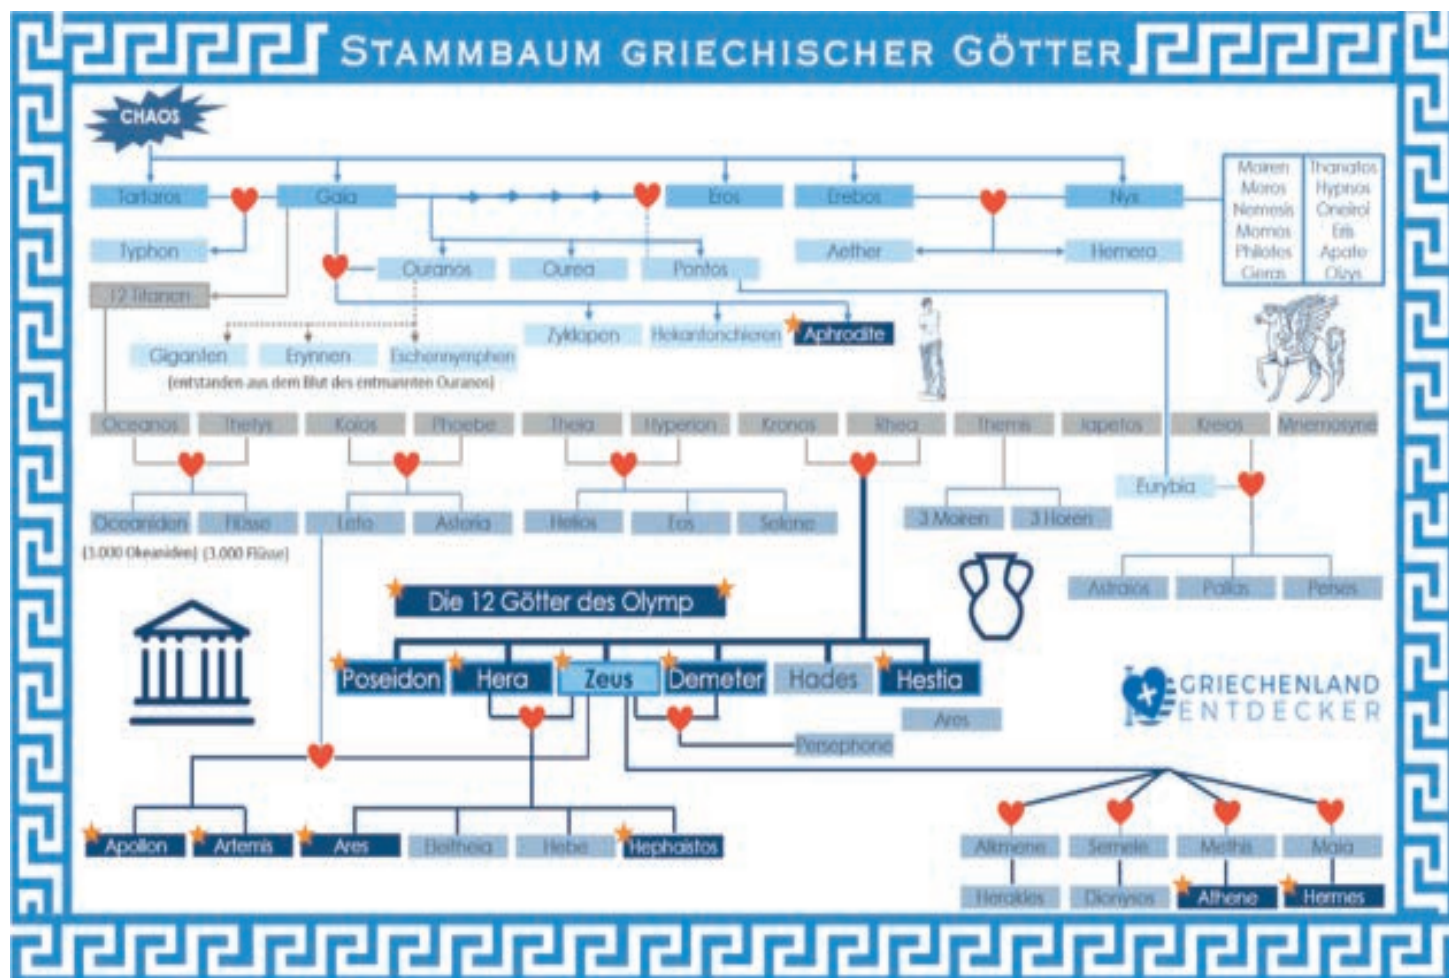 STAMMBAUM GRIECHISCHER GÖTTER
CHAOS
Tartaros Gaia Eros Erebos Nyx
Moiren Thanatos
Moros Hypnos
Nemesis Oneiroi
Momos Eris
Philotes Apate
Geras Oizys
Typhon Ouranos Ourea Pontos Aether Hemera
12 Titanen
Zyklopen Hekantonchieren Aphrodite
Giganten Erynnen Eschennymphen
(entstanden aus dem Blut des entmannten Ouranos)
Oceanos Thetys Koios Phoebe Theia Hyperion Kronos Rhea Themis Iapetos Kreios Mnemosyne
Eurybia
Oceaniden Flüsse Leto Asteria Helios Eos Selene 3 Moiren 3 Horen
(3.000 Okeaniden) (3.000 Flüsse)
Astraios Pallas Perses
Die 12 Götter des Olymp
Poseidon Hera Zeus Demeter Hades Hestia
GRIECHENLAND
ENTDECKER
Ares
Persephone
Apollon Artemis Ares Eleitheia Hebe Hephaistos Alkmene Semele Methis Maia
Herakles Dionysos Athene Hermes